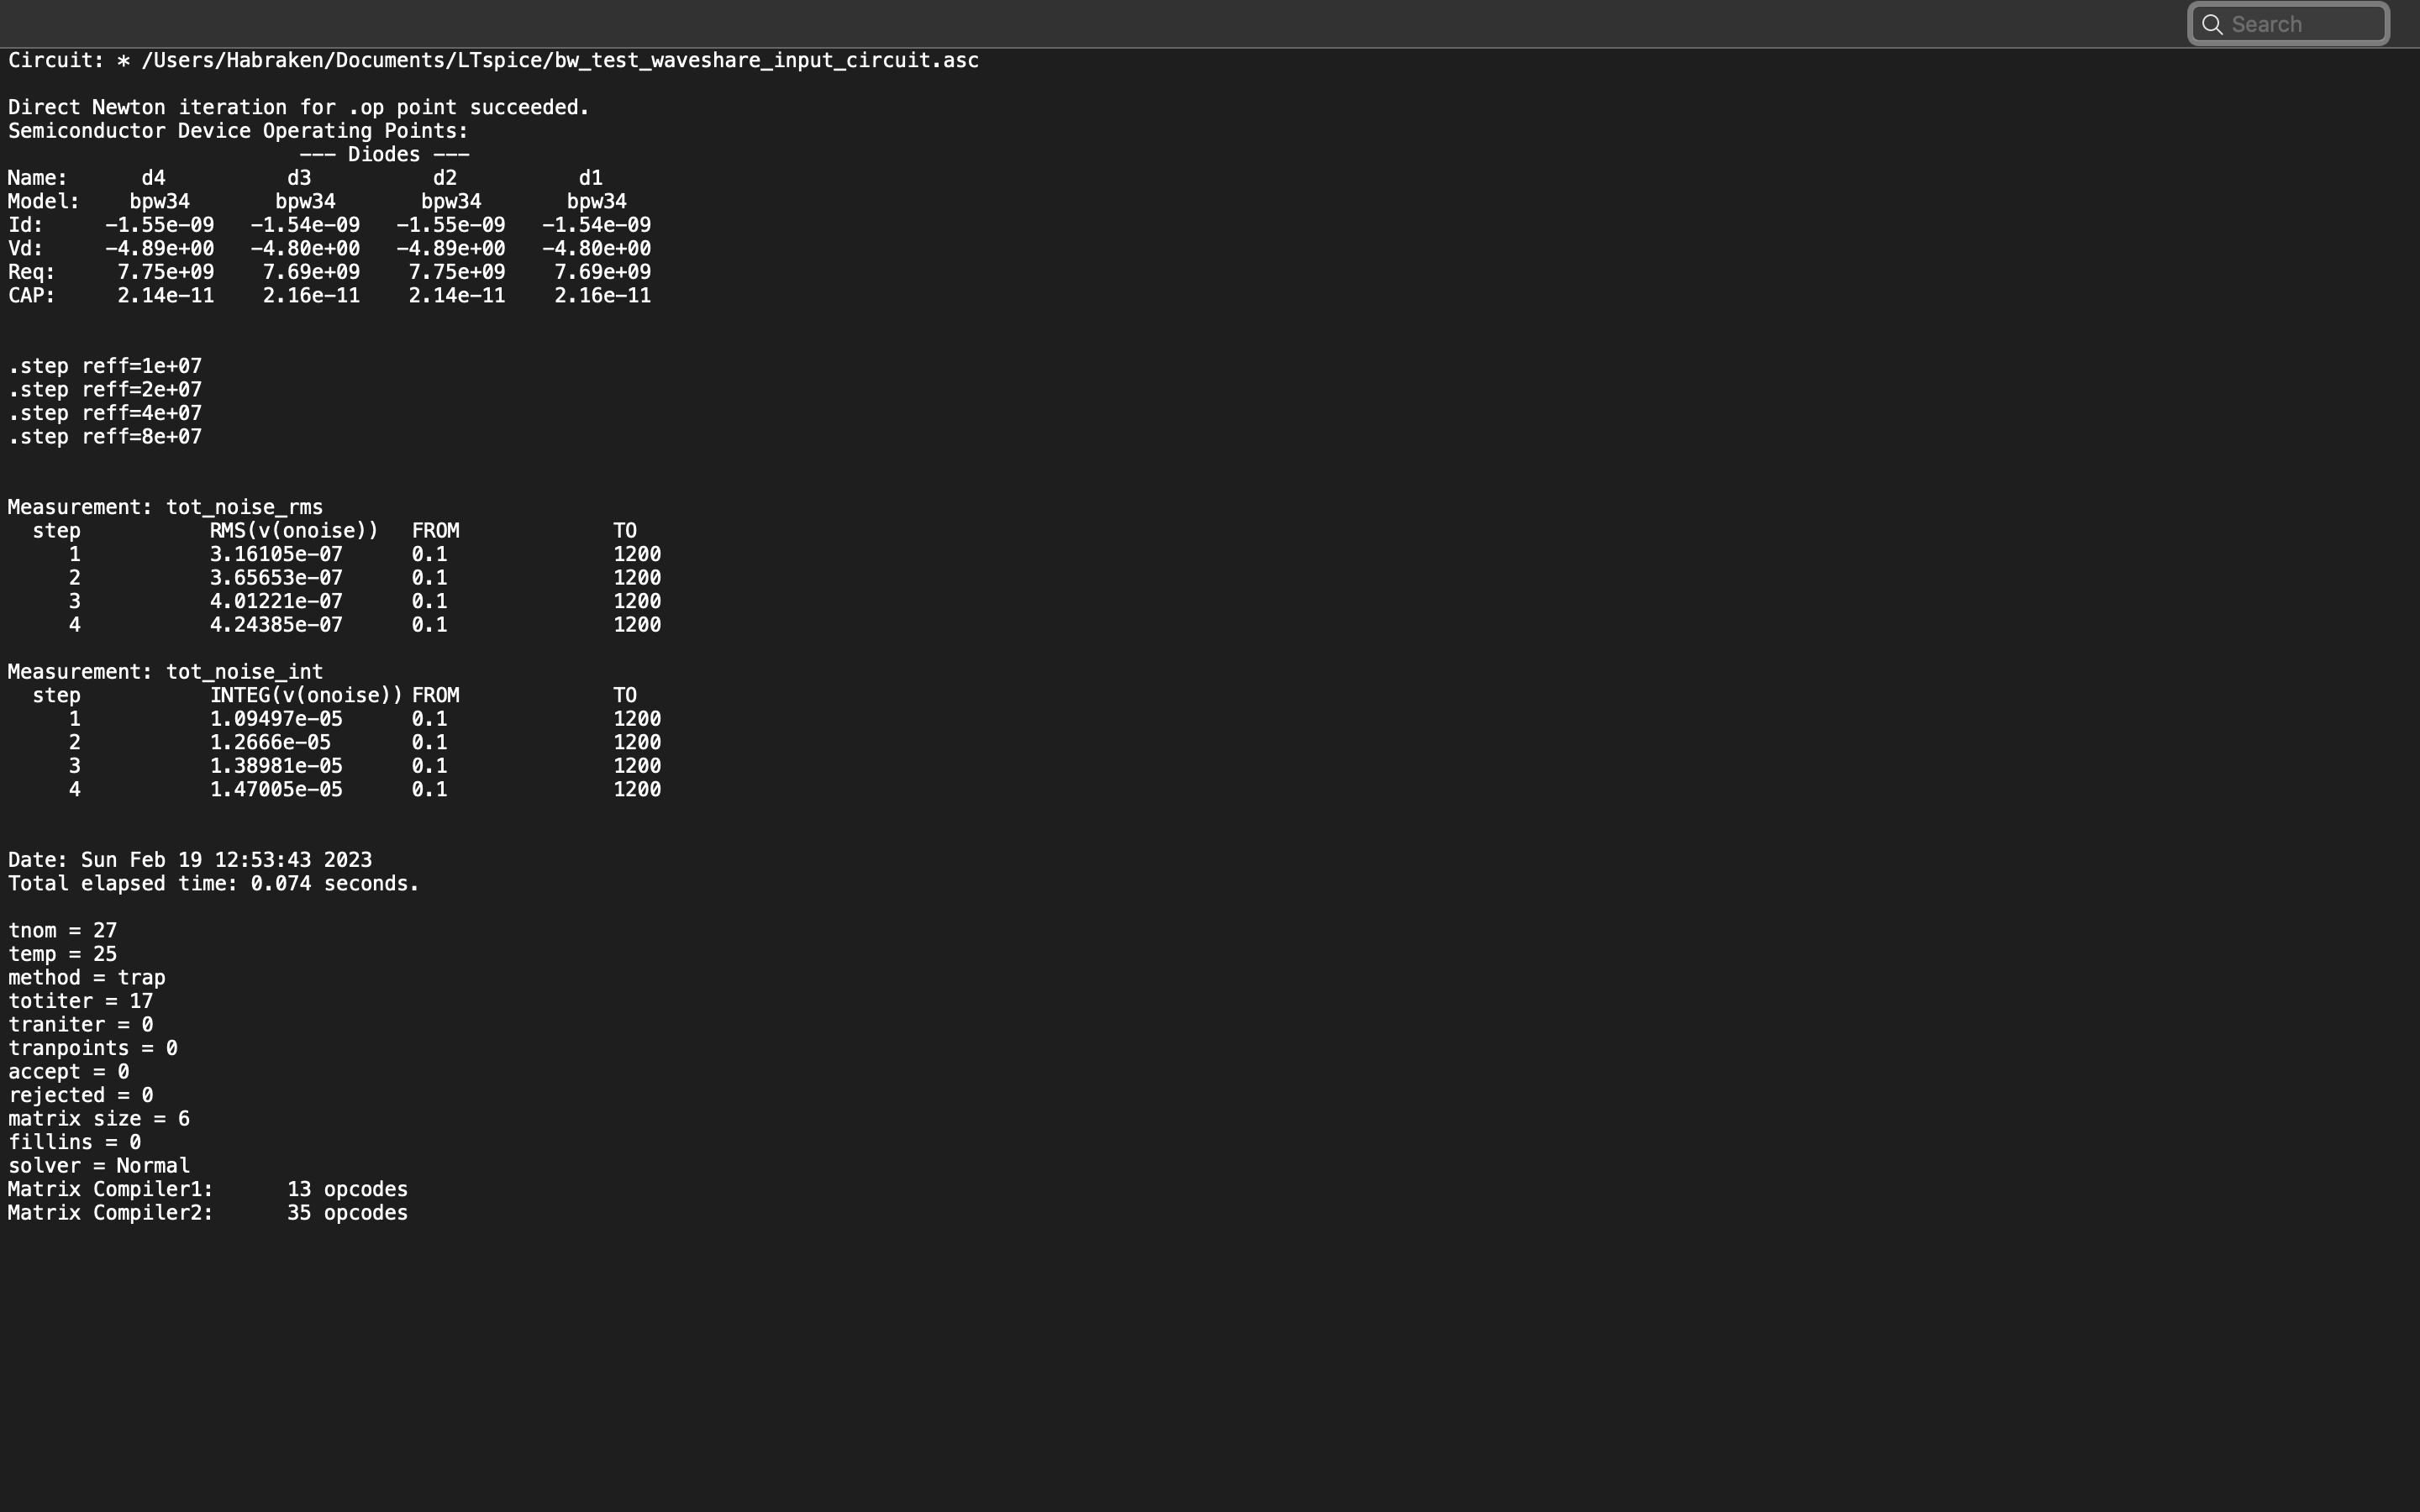 Search
Circuit: * /Users/Habraken/Documents/LTspice/bw_test_waveshare_input_circuit.asc
Direct Newton iteration for .op point succeeded.
Semiconductor Device Operating Points:
--- Diodes ---
Name: d4 d3 d2 d1
Model: bpw34 bpw34 bpw34 bpw34
Id: -1.55e-09 -1.54e-09 -1.55e-09 -1.54e-09
Vd: -4.89e+00 -4.80e+00 -4.89e+00 -4.80e+00
Req: 7.75e+09 7.69e+09 7.75e+09 7.69e+09
CAP: 2.14e-11 2.16e-11 2.14e-11 2.16e-11
.step reff=1e+07
.step reff=2e+07
.step reff=4e+07
.step reff=8e+07
Measurement: tot_noise_rms
step RMS(v(onoise)) FROM TO
1 3.16105e-07 0.1 1200
2 3.65653e-07 0.1 1200
3 4.01221e-07 0.1 1200
4 4.24385e-07 0.1 1200
Measurement: tot_noise_int
step INTEG(v(onoise)) FROM TO
1 1.09497e-05 0.1 1200
2 1.2666e-05 0.1 1200
3 1.38981e-05 0.1 1200
4 1.47005e-05 0.1 1200
Date: Sun Feb 19 12:53:43 2023
Total elapsed time: 0.074 seconds.
tnom = 27
temp = 25
method = trap
totiter = 17
traniter = 0
tranpoints = 0
accept = 0
rejected = 0
matrix size = 6
fillins = 0
solver = Normal
Matrix Compiler1: 13 opcodes
Matrix Compiler2: 35 opcodes